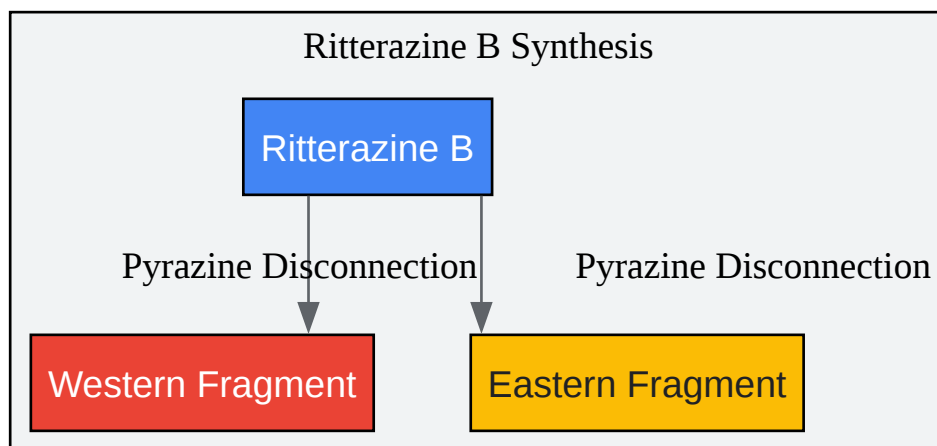 Ritterazine B Synthesis
Ritterazine B
Pyrazine Disconnection
Pyrazine Disconnection
Western Fragment
Eastern Fragment